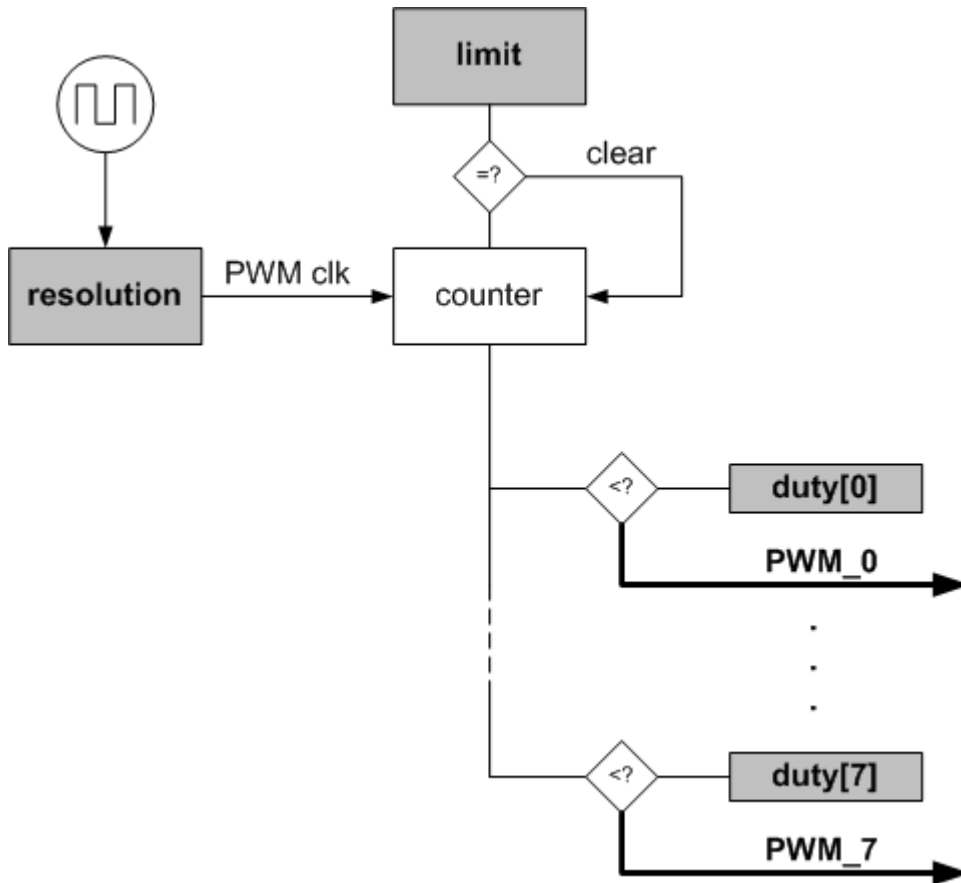 limit
=?
clear
resolution
PWM clk
counter
<?
duty[0]
PWM_0
<?
duty[7]
PWM_7